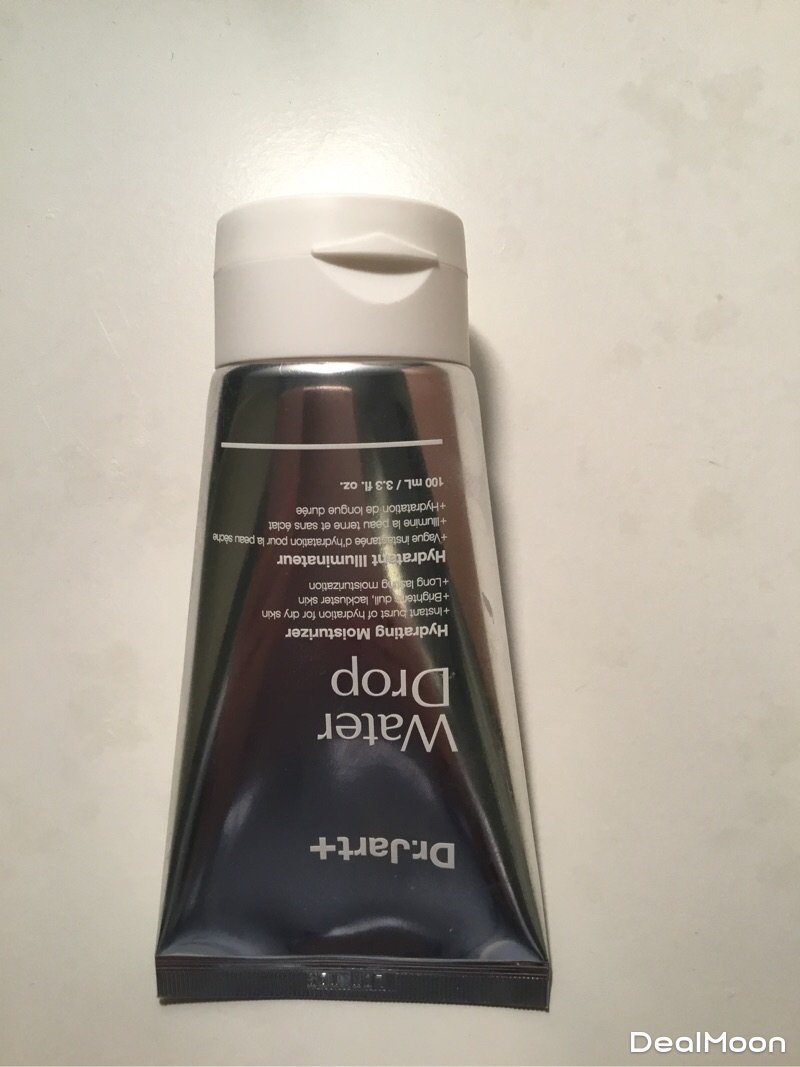 Dr.Jart+
Water
Drop
Hydrating Moisturizer
+Instant burst of hydration for dry skin
+Brightens dull, lackluster skin
+Long lasting moisturization
Hydratant Illuminateur
+Vague instantanée d'hydratation pour la peau sèche
+Illumine la peau terne et sans éclat
+Hydratation de longue durée
100 mL / 3.3 fl. oz.
DealMoon